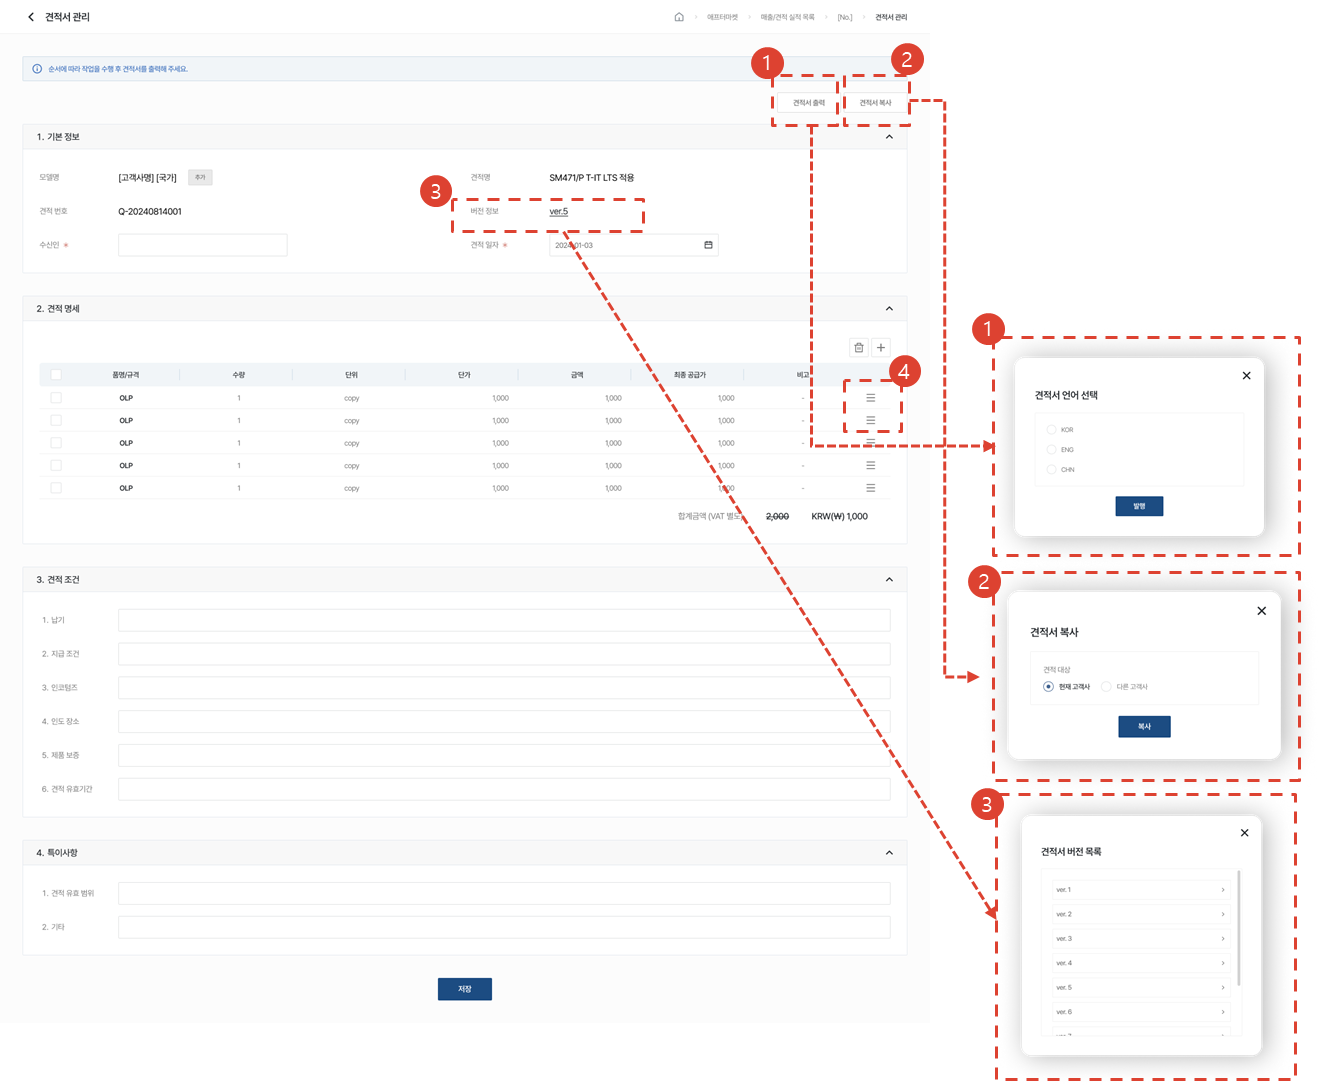 견적서 관리
애프터마켓 > 매출/견적 실적 목록 > [No.] > 견적서 관리
순서에 따라 작업을 수행 후 견적서를 출력해 주세요.
1
2
견적서 출력
견적서 복사
1. 기본 정보
모델명
[고객사명] [국가]
추가
견적명
SM471/P T-IT LTS 적용
3
견적 번호
Q-20240814001
버전 정보
ver.5
수신인 *
견적 일자 *
2024-01-03
2. 견적 명세
4
품명/규격 수량 단위 단가 금액 최종 공급가 비고
OLP 1 copy 1,000 1,000 1,000 -
OLP 1 copy 1,000 1,000 1,000 -
OLP 1 copy 1,000 1,000 1,000 -
OLP 1 copy 1,000 1,000 1,000 -
OLP 1 copy 1,000 1,000 1,000 -
합계금액 (VAT 별도) 2,000 KRW(₩) 1,000
3. 견적 조건
1. 납기
2. 지급 조건
3. 인코텀즈
4. 인도 장소
5. 제품 보증
6. 견적 유효기간
4. 특이사항
1. 견적 유효 범위
2. 기타
저장
1
견적서 언어 선택
KOR
ENG
CHN
발행
2
견적서 복사
견적 대상
현재 고객사
다른 고객사
복사
3
견적서 버전 목록
ver. 1
ver. 2
ver. 3
ver. 4
ver. 5
ver. 6
ver. 7